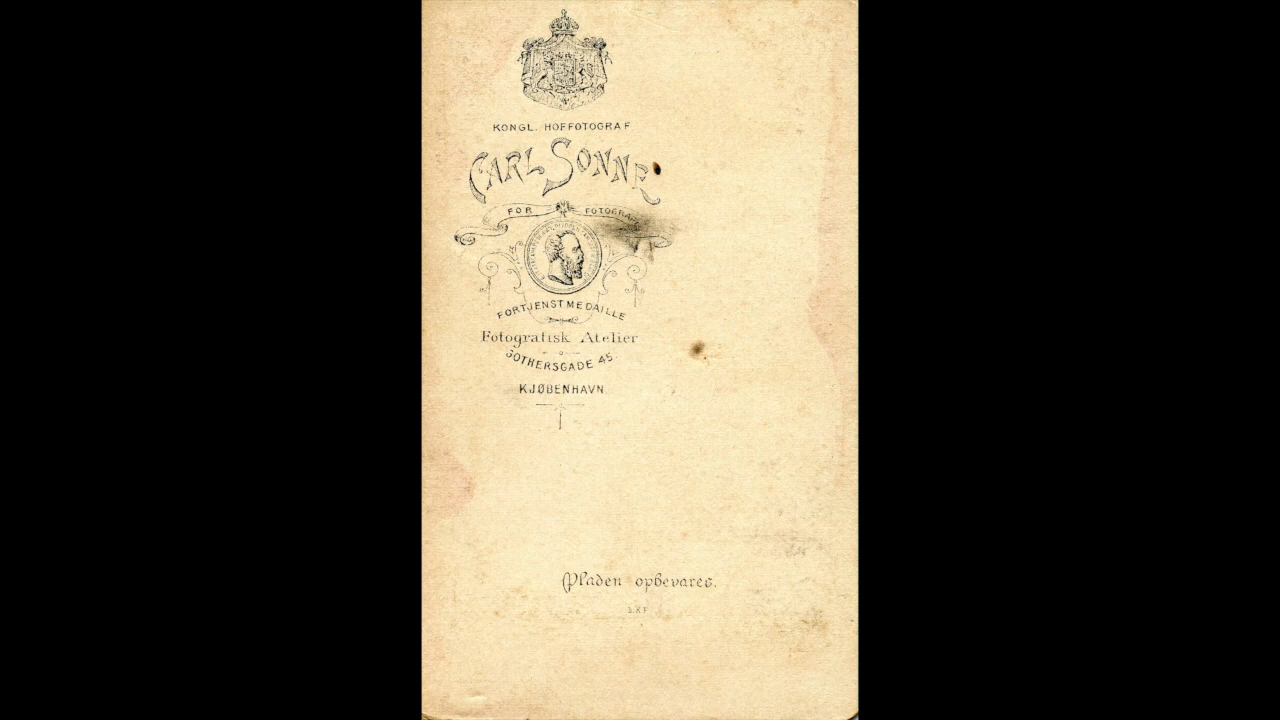 KONGL. HOFFOTOGRAF
CARL SONNE
FOR FOTOGRAFI
FORTJENSTMEDAILLE
Fotografisk Atelier
GOTHERSGADE 45.
KJØBENHAVN.
Pladen opbevares.